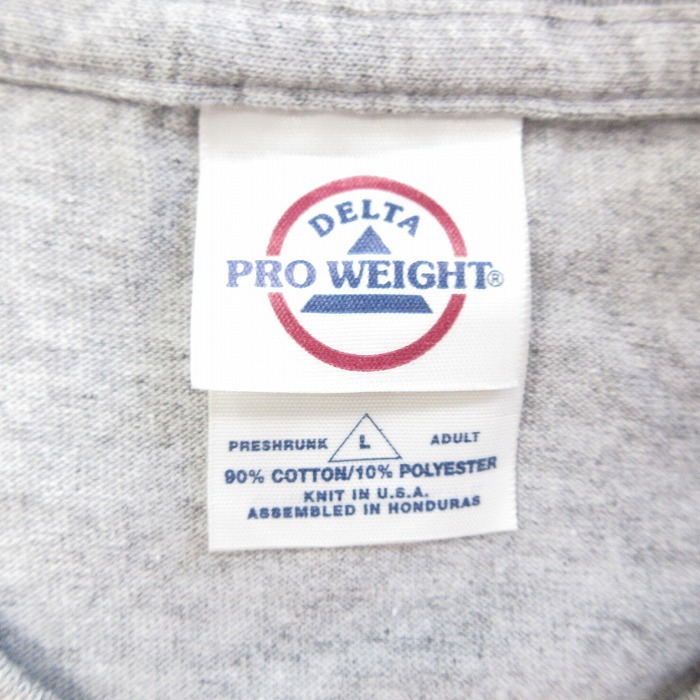 DELTA
PRO WEIGHT®
PRESHRUNK L ADULT
90% COTTON/10% POLYESTER
KNIT IN U.S.A.
ASSEMBLED IN HONDURAS